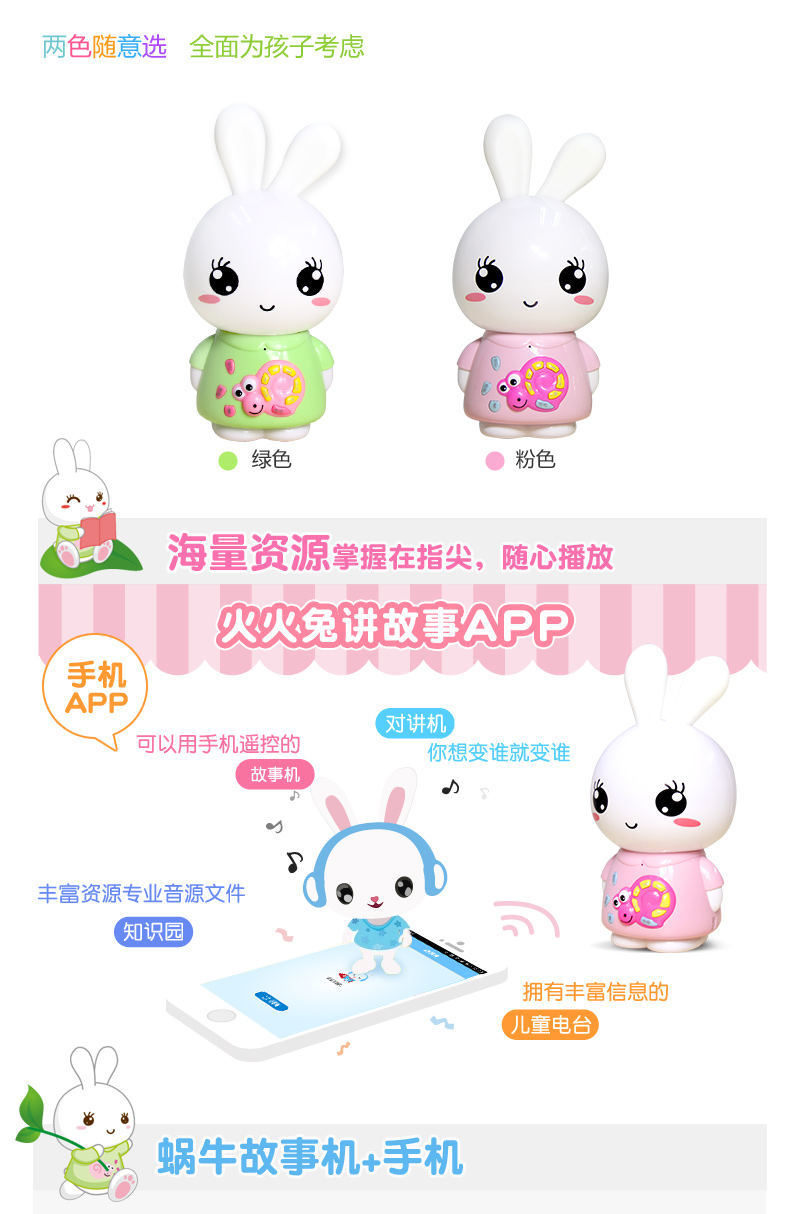 两色随意选 全面为孩子考虑
绿色
粉色
海量资源掌握在指尖，随心播放
火火兔讲故事APP
手机
APP
对讲机
可以用手机遥控的
你想变谁就变谁
故事机
丰富资源专业音源文件
知识园
拥有丰富信息的
儿童电台
蜗牛故事机+手机